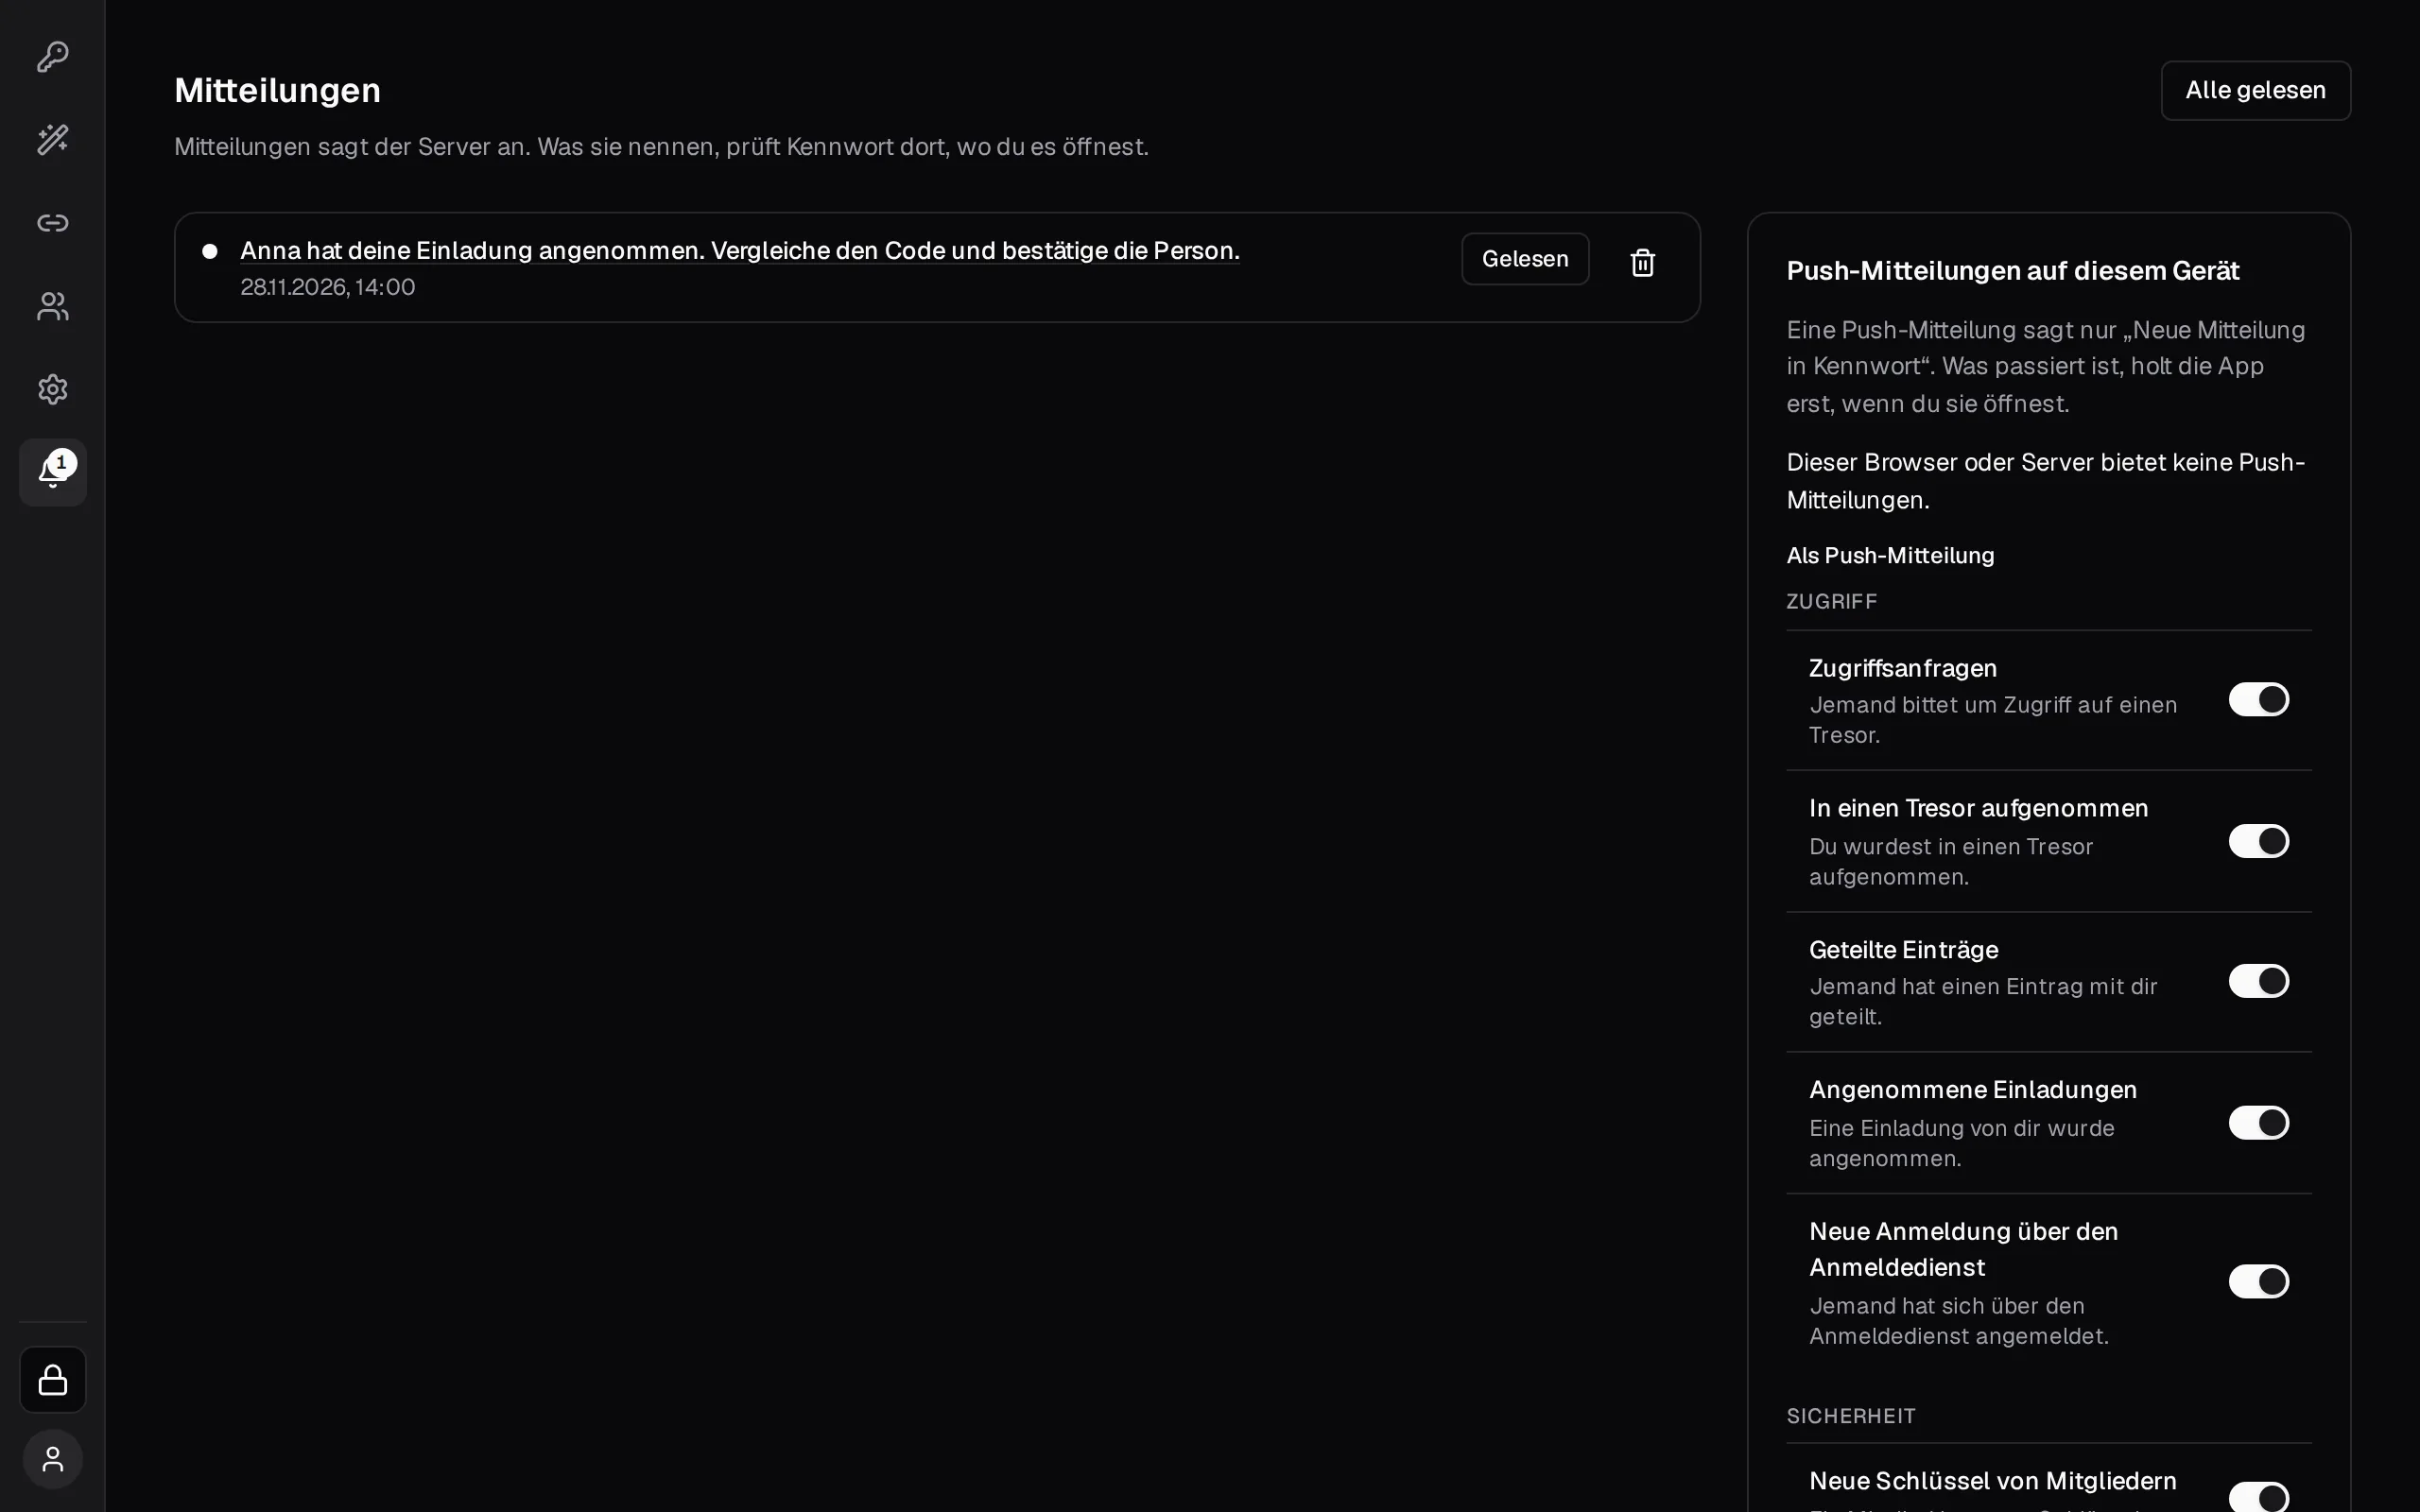 Mitteilungen
Alle gelesen
Mitteilungen sagt der Server an. Was sie nennen, prüft Kennwort dort, wo du es öffnest.
Anna hat deine Einladung angenommen. Vergleiche den Code und bestätige die Person.
28.11.2026, 14:00
Gelesen
1
Push-Mitteilungen auf diesem Gerät
Eine Push-Mitteilung sagt nur „Neue Mitteilung
in Kennwort“. Was passiert ist, holt die App
erst, wenn du sie öffnest.
Dieser Browser oder Server bietet keine Push-
Mitteilungen.
Als Push-Mitteilung
ZUGRIFF
Zugriffsanfragen
Jemand bittet um Zugriff auf einen
Tresor.
In einen Tresor aufgenommen
Du wurdest in einen Tresor
aufgenommen.
Geteilte Einträge
Jemand hat einen Eintrag mit dir
geteilt.
Angenommene Einladungen
Eine Einladung von dir wurde
angenommen.
Neue Anmeldung über den
Anmeldedienst
Jemand hat sich über den
Anmeldedienst angemeldet.
SICHERHEIT
Neue Schlüssel von Mitgliedern